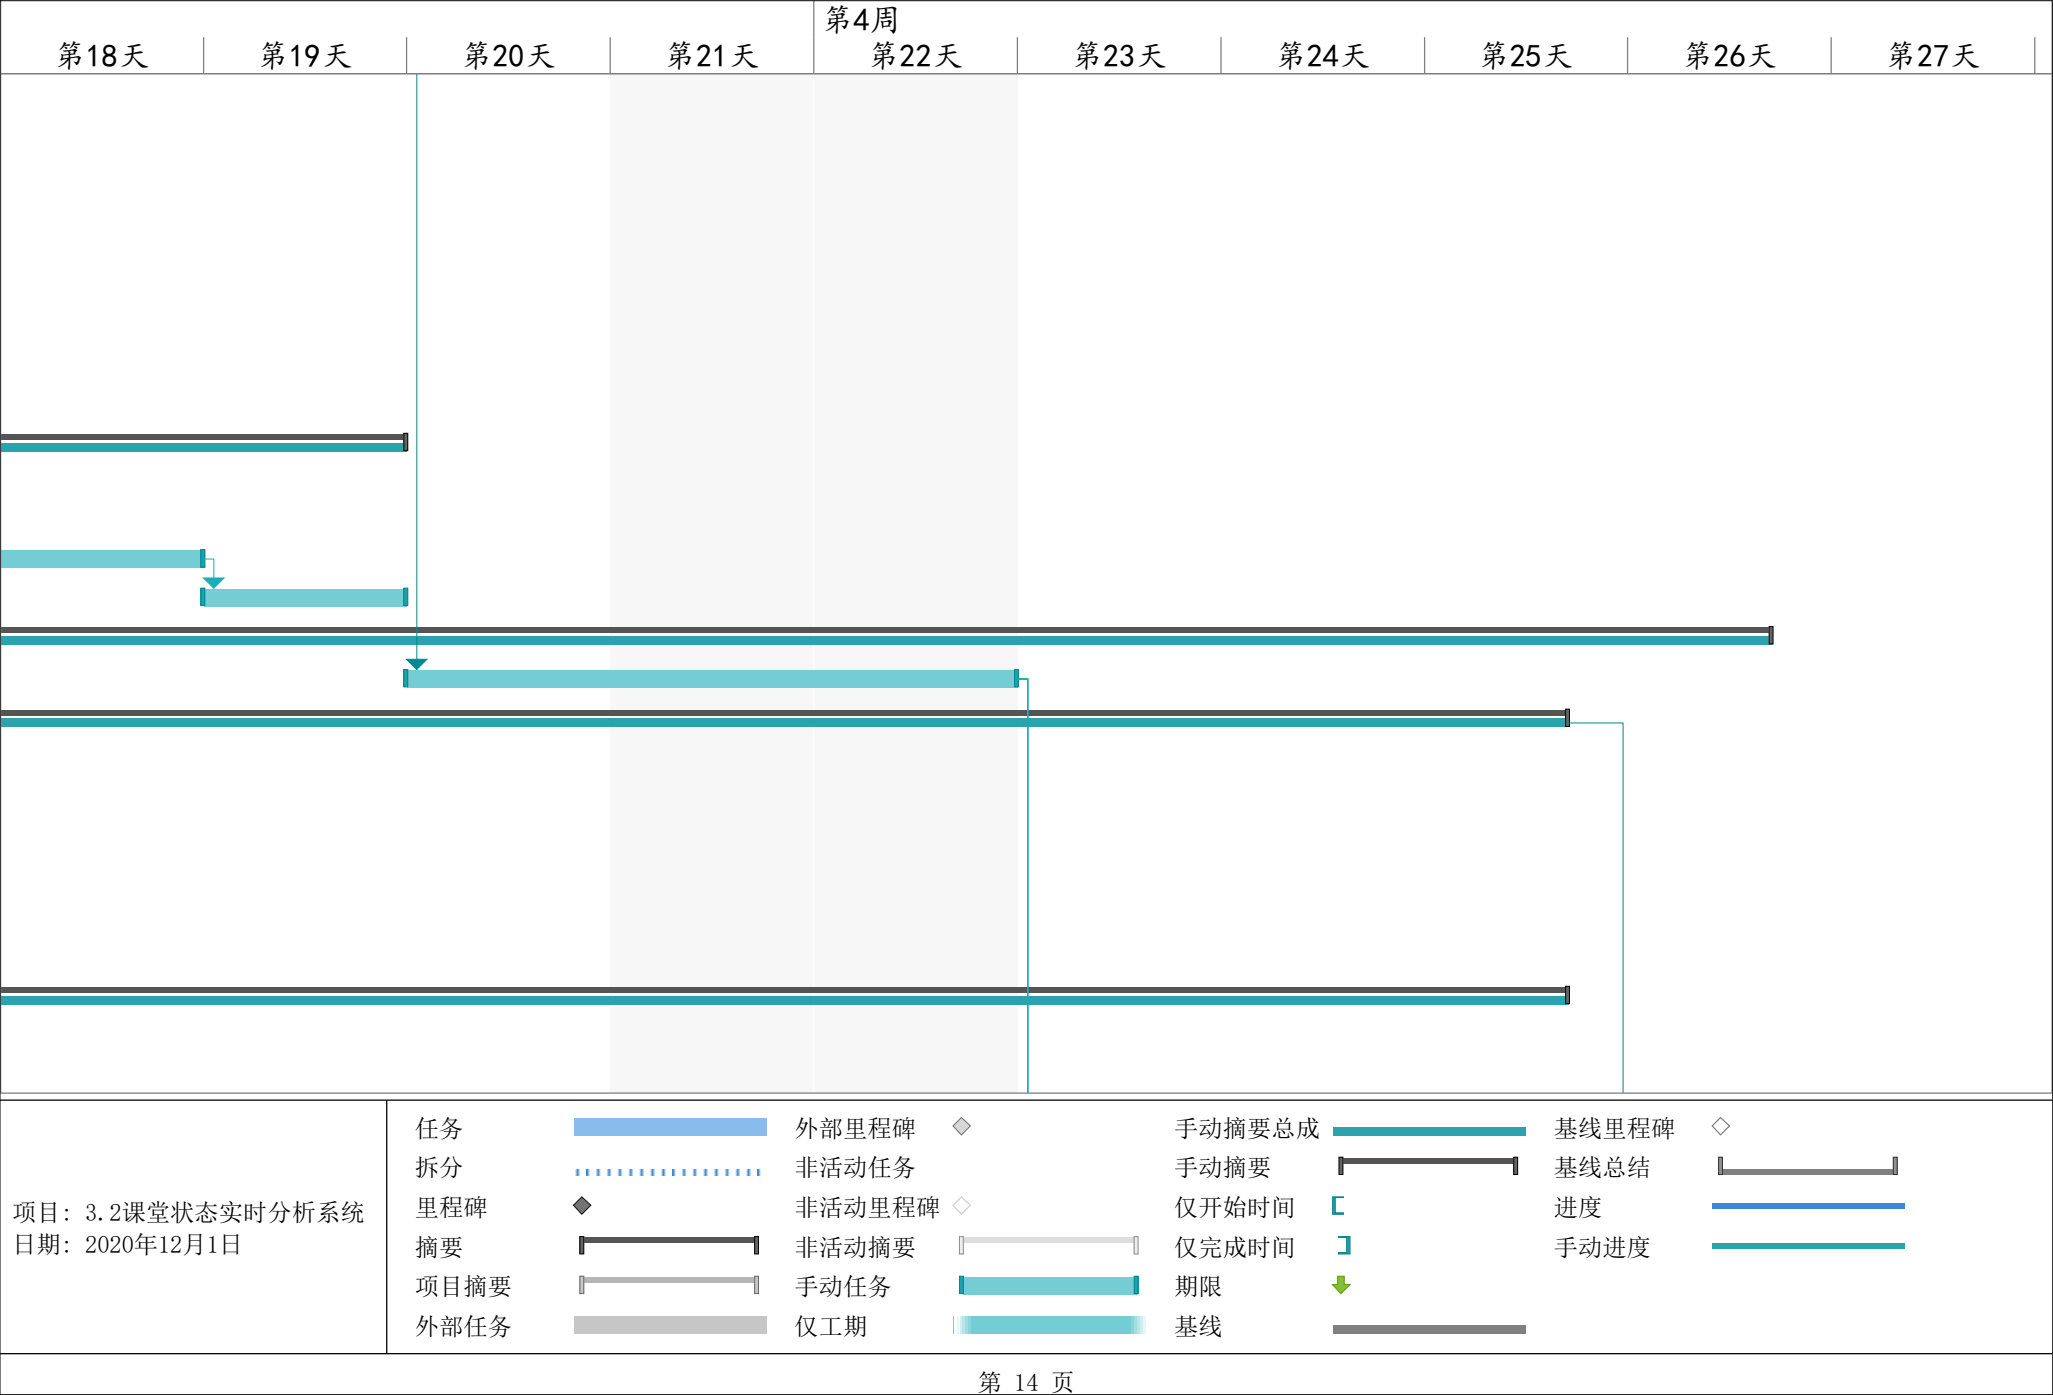 第4周
第18天 第19天 第20天 第21天 第22天 第23天 第24天 第25天 第26天 第27天
项目: 3.2课堂状态实时分析系统
日期: 2020年12月1日
任务
拆分
里程碑
摘要
项目摘要
外部任务
外部里程碑
非活动任务
非活动里程碑
非活动摘要
手动任务
仅工期
手动摘要总成
手动摘要
仅开始时间
仅完成时间
期限
基线
基线里程碑
基线总结
进度
手动进度
第 14 页